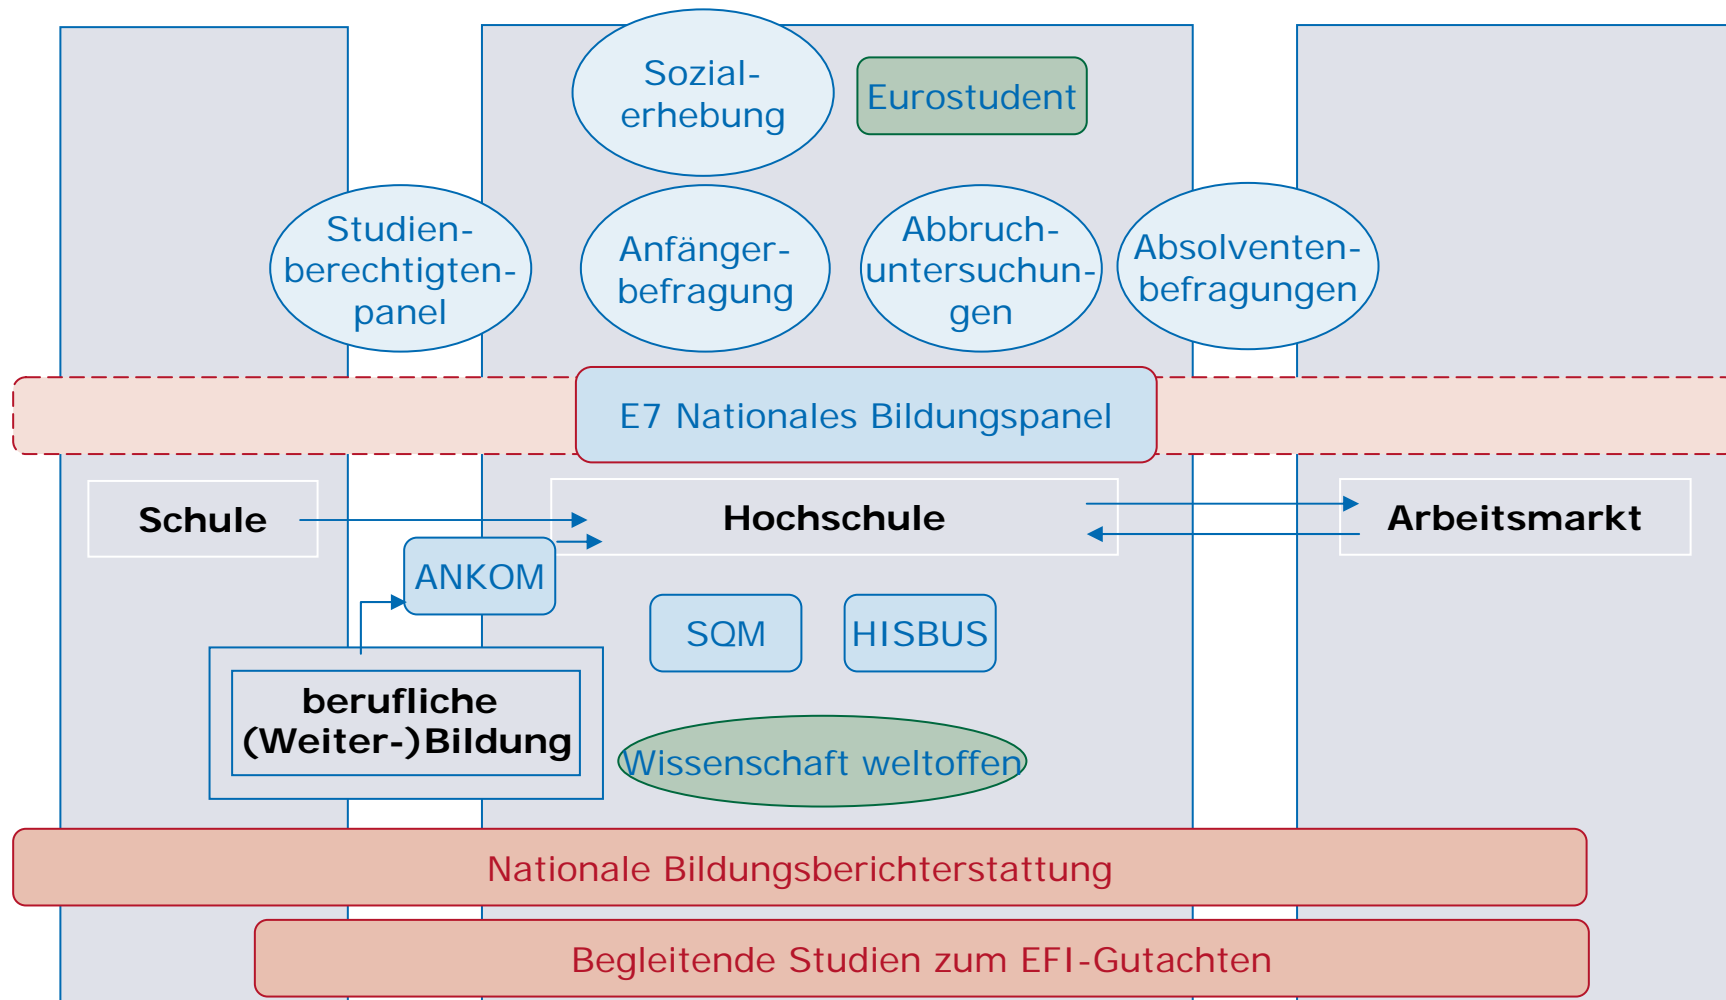 Sozial-
erhebung
Eurostudent
Studien-
berechtigten-
panel
Anfänger-
befragung
Abbruch-
untersuchun-
gen
Absolventen-
befragungen
E7 Nationales Bildungspanel
Schule
Hochschule
Arbeitsmarkt
ANKOM
SQM
HISBUS
berufliche
(Weiter-)Bildung
Wissenschaft weltoffen
Nationale Bildungsberichterstattung
Begleitende Studien zum EFI-Gutachten